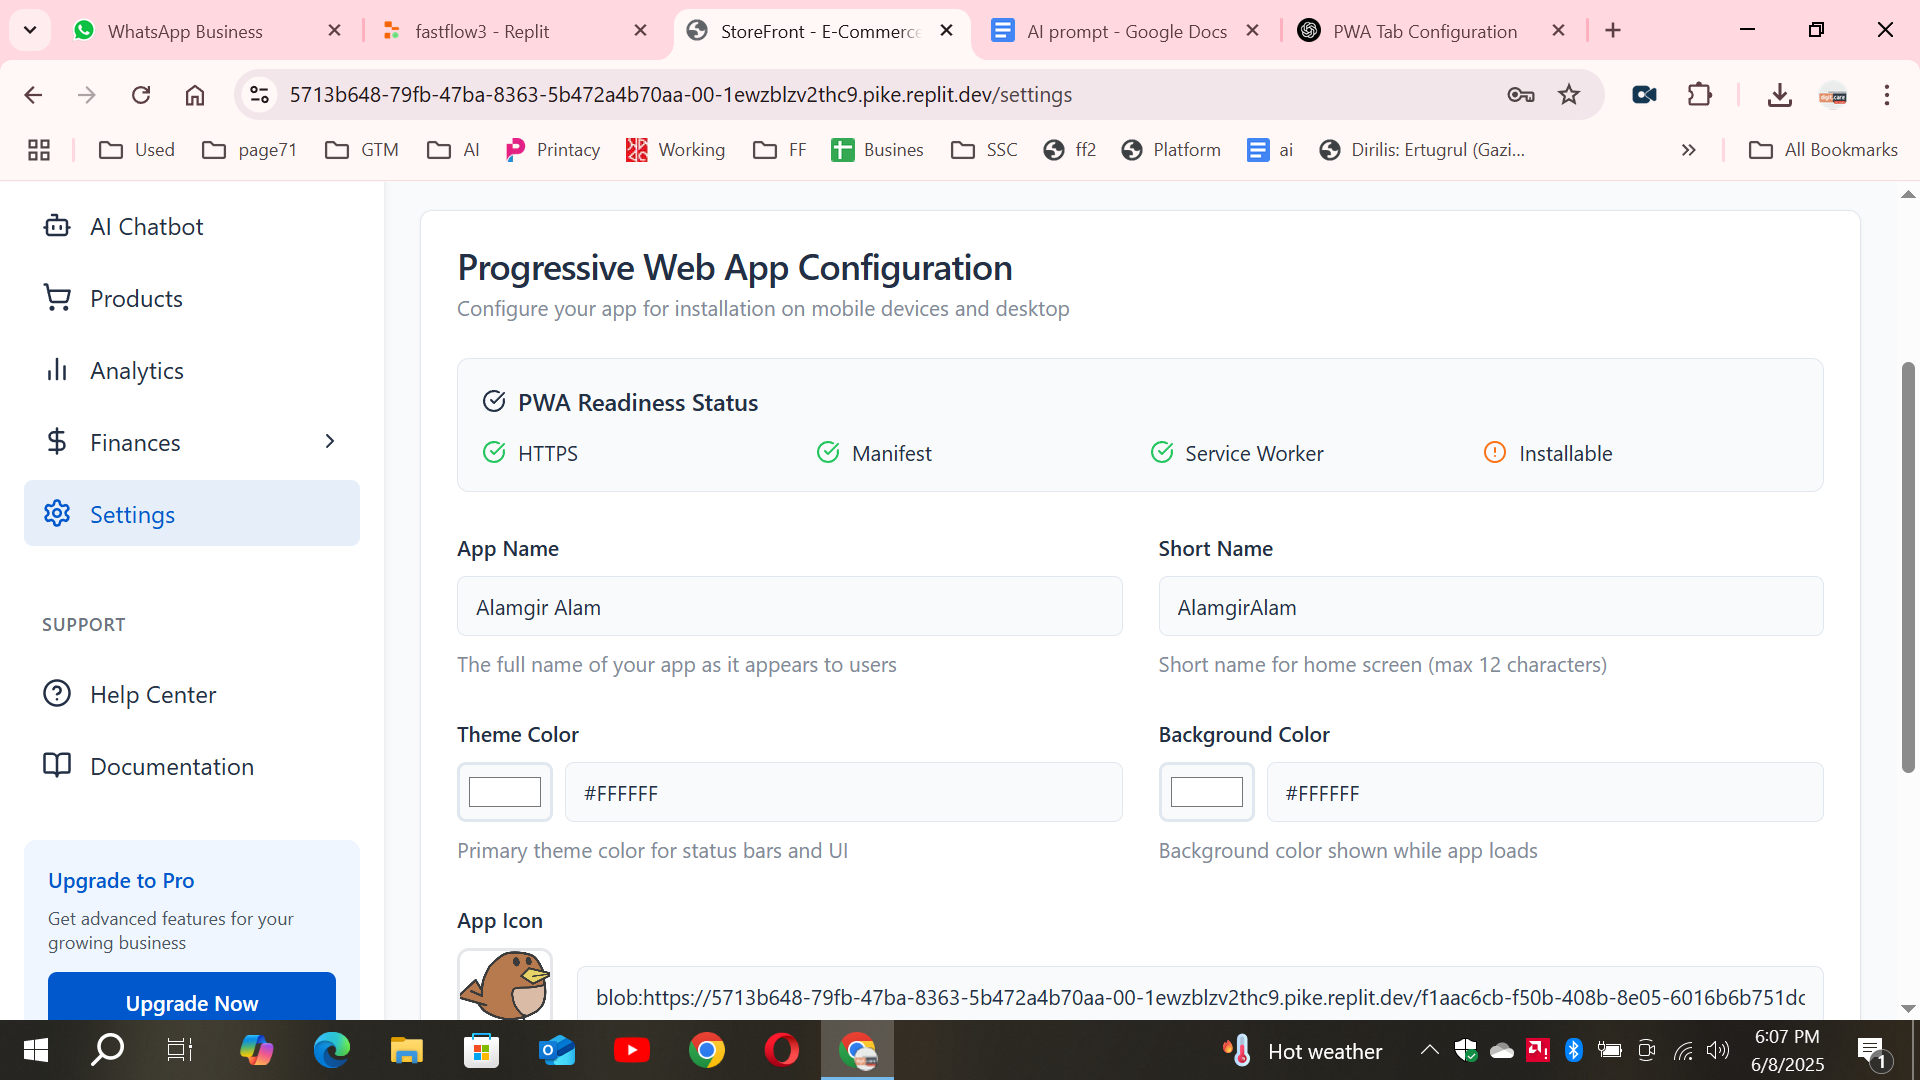 WhatsApp Business
fastflow3 - Replit
StoreFront - E-Commerce
AI prompt - Google Docs
PWA Tab Configuration
5713b648-79fb-47ba-8363-5b472a4b70aa-00-1ewzblzv2thc9.pike.replit.dev/settings
Used
page71
GTM
AI
Printacy
Working
FF
Busines
SSC
ff2
Platform
ai
Dirilis: Ertugrul (Gazi...
All Bookmarks
AI Chatbot
Products
Analytics
Finances
Settings
SUPPORT
Help Center
Documentation
Upgrade to Pro
Get advanced features for your
growing business
Upgrade Now
Progressive Web App Configuration
Configure your app for installation on mobile devices and desktop
PWA Readiness Status
HTTPS
Manifest
Service Worker
Installable
App Name
Short Name
Alamgir Alam
AlamgirAlam
The full name of your app as it appears to users
Short name for home screen (max 12 characters)
Theme Color
Background Color
#FFFFFF
#FFFFFF
Primary theme color for status bars and UI
Background color shown while app loads
App Icon
blob:https://5713b648-79fb-47ba-8363-5b472a4b70aa-00-1ewzblzv2thc9.pike.replit.dev/f1aac6cb-f50b-408b-8e05-6016b6b751dc
Hot weather
6:07 PM
6/8/2025
1